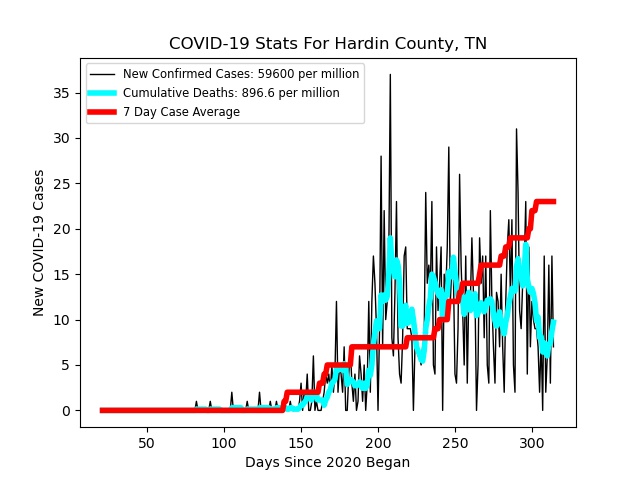 COVID-19 Stats For Hardin County, TN
New Confirmed Cases: 59600 per million
Cumulative Deaths: 896.6 per million
7 Day Case Average
New COVID-19 Cases
35
30
25
20
15
10
5
0
50
100
150
200
250
300
Days Since 2020 Began